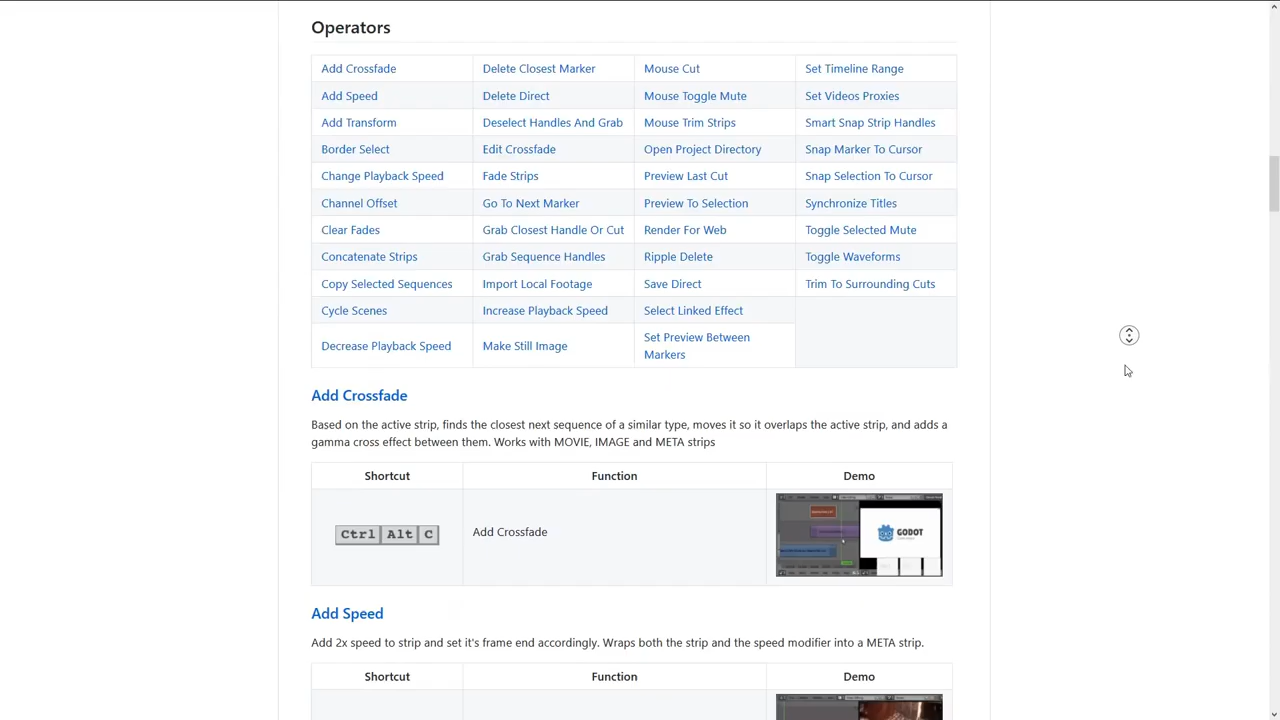 Operators
Add Crossfade Delete Closest Marker Mouse Cut Set Timeline Range
Add Speed Delete Direct Mouse Toggle Mute Set Videos Proxies
Add Transform Deselect Handles And Grab Mouse Trim Strips Smart Snap Strip Handles
Border Select Edit Crossfade Open Project Directory Snap Marker To Cursor
Change Playback Speed Fade Strips Preview Last Cut Snap Selection To Cursor
Channel Offset Go To Next Marker Preview To Selection Synchronize Titles
Clear Fades Grab Closest Handle Or Cut Render For Web Toggle Selected Mute
Concatenate Strips Grab Sequence Handles Ripple Delete Toggle Waveforms
Copy Selected Sequences Import Local Footage Save Direct Trim To Surrounding Cuts
Cycle Scenes Increase Playback Speed Select Linked Effect
Decrease Playback Speed Make Still Image Set Preview Between
Markers
Add Crossfade
Based on the active strip, finds the closest next sequence of a similar type, moves it so it overlaps the active strip, and adds a
gamma cross effect between them. Works with MOVIE, IMAGE and META strips
Shortcut Function Demo
Ctrl Alt C Add Crossfade GODOT
Add Speed
Add 2x speed to strip and set it's frame end accordingly. Wraps both the strip and the speed modifier into a META strip.
Shortcut Function Demo